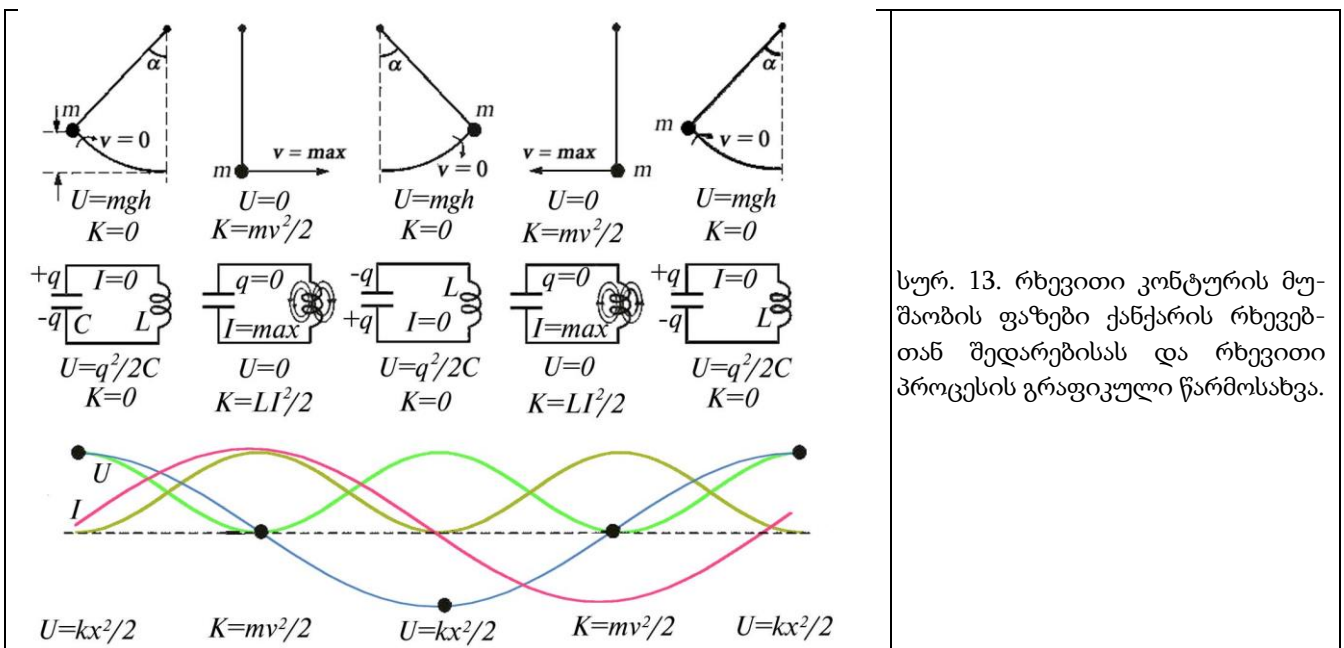 α α α
m m m
v = 0 v = max v = 0 v = max v = 0
m m
U=mgh U=0 U=mgh U=0 U=mgh
K=0 K=mv²/2 K=0 K=mv²/2 K=0
+q I=0 q=0 -q L q=0 +q I=0
-q C L I=max +q I=0 I=max -q L
U=q²/2C U=0 U=q²/2C U=0 U=q²/2C
K=0 K=LI²/2 K=0 K=LI²/2 K=0
U
I
U=kx²/2 K=mv²/2 U=kx²/2 K=mv²/2 U=kx²/2
სურ. 13. რხევითი კონტურის მუ-
შაობის ფაზები ქანქარის რხევებ-
თან შედარებისას და რხევითი
პროცესის გრაფიკული წარმოსახვა.